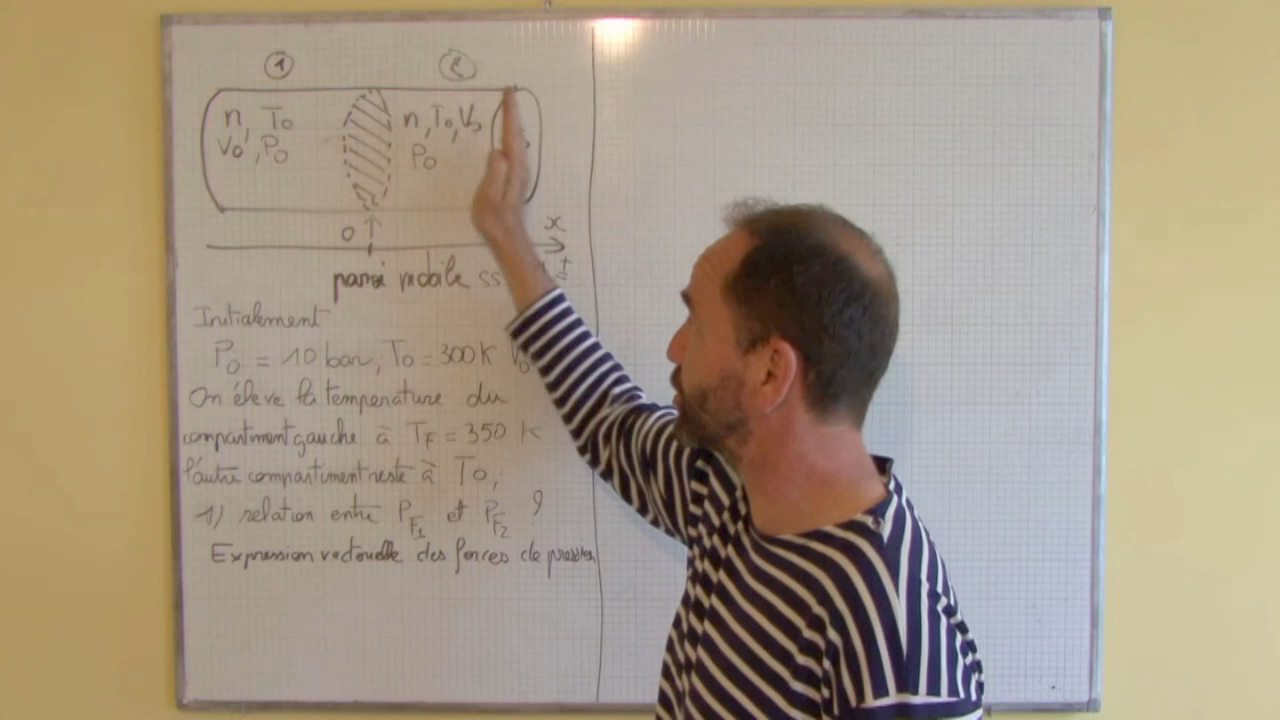 1 2
n, T0 n, T0, V0
V0, P0 P0
0 x
paroi mobile
Initialement
P0 = 10 bar, T0 = 300 K V0
On élève la température du
compartiment gauche à TF = 350 K
l'autre compartiment reste à T0,
1) relation entre PF1 et PF2 ?
Expression vectorielle des forces de pression